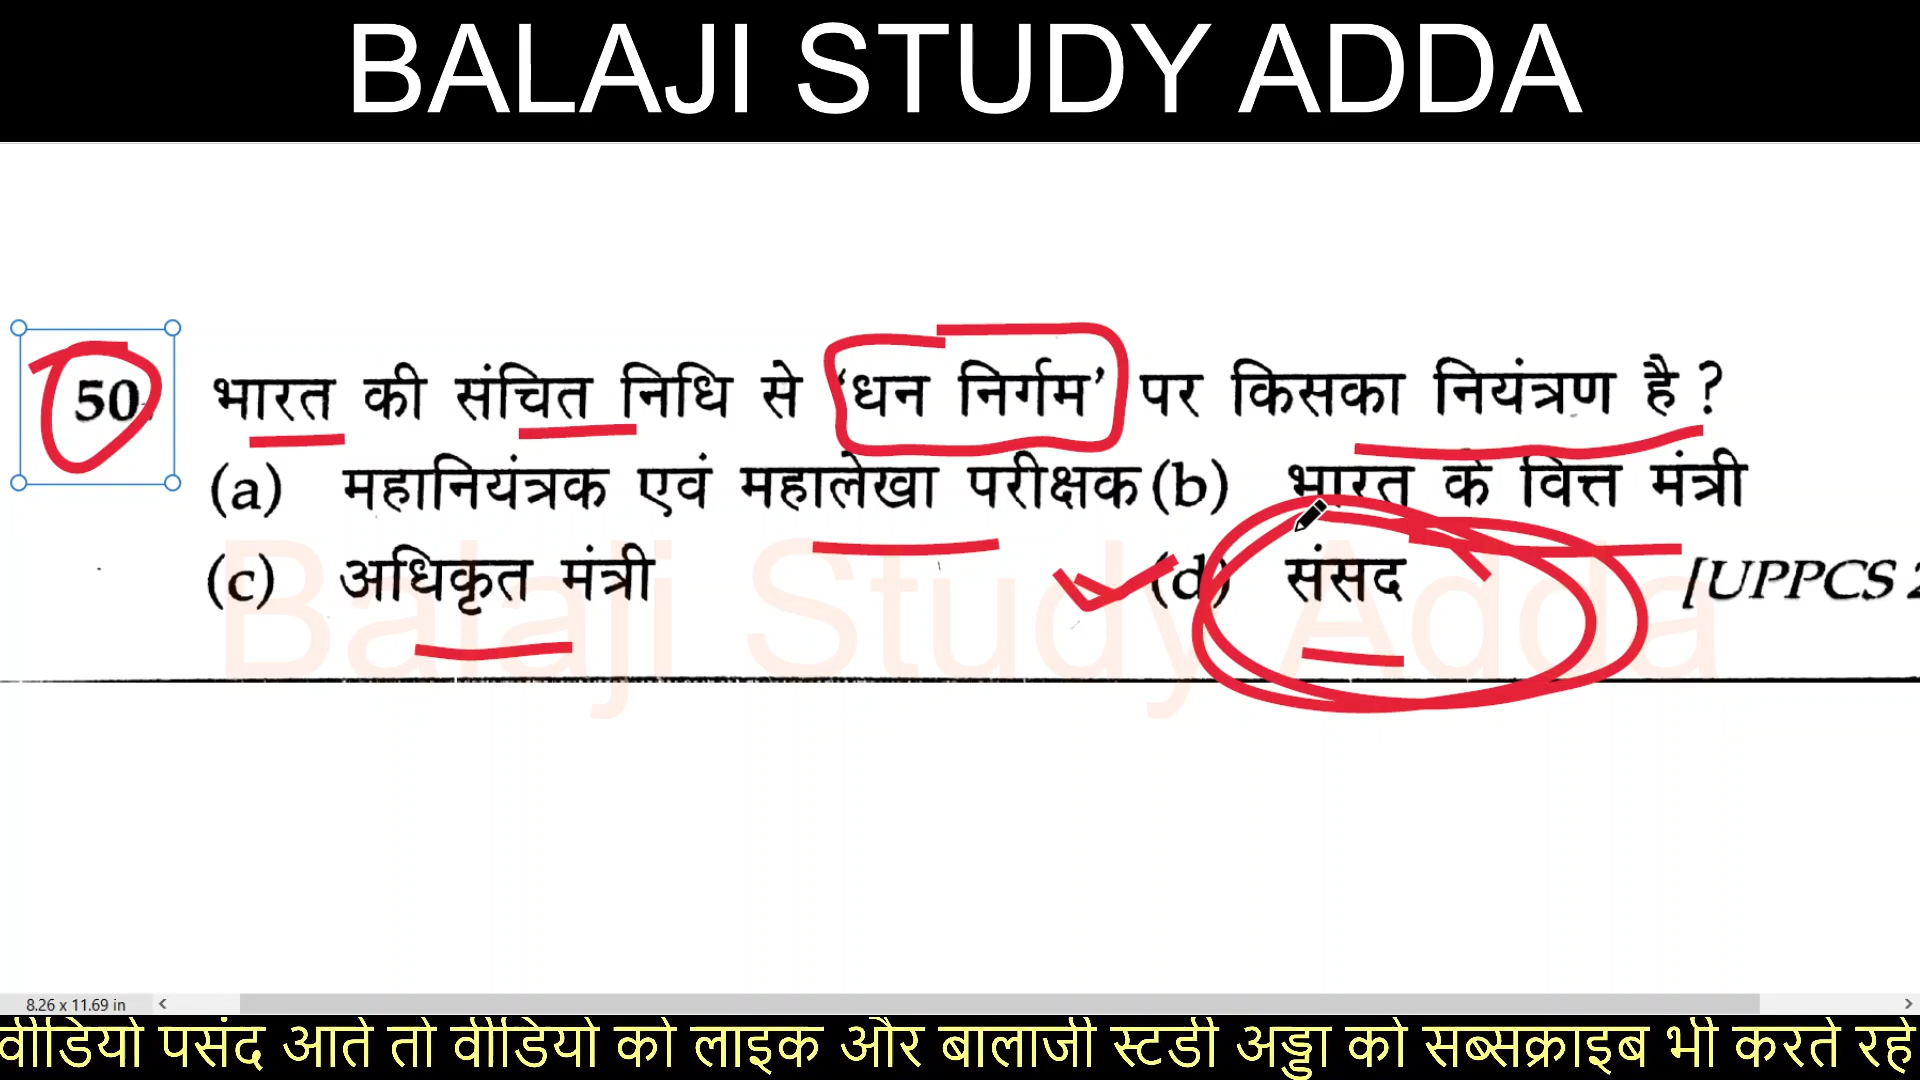 BALAJI STUDY ADDA
50. भारत की संचित निधि से 'धन निर्गम' पर किसका नियंत्रण है ?
(a) महानियंत्रक एवं महालेखा परीक्षक (b) भारत के वित्त मंत्री
(c) अधिकृत मंत्री (d) संसद [UPPCS
Balaji Study Adda
8.26 x 11.69 in
वीडियो पसंद आते तो वीडियो को लाइक और बालाजी स्टडी अड्डा को सब्सक्राइब भी करते रहे